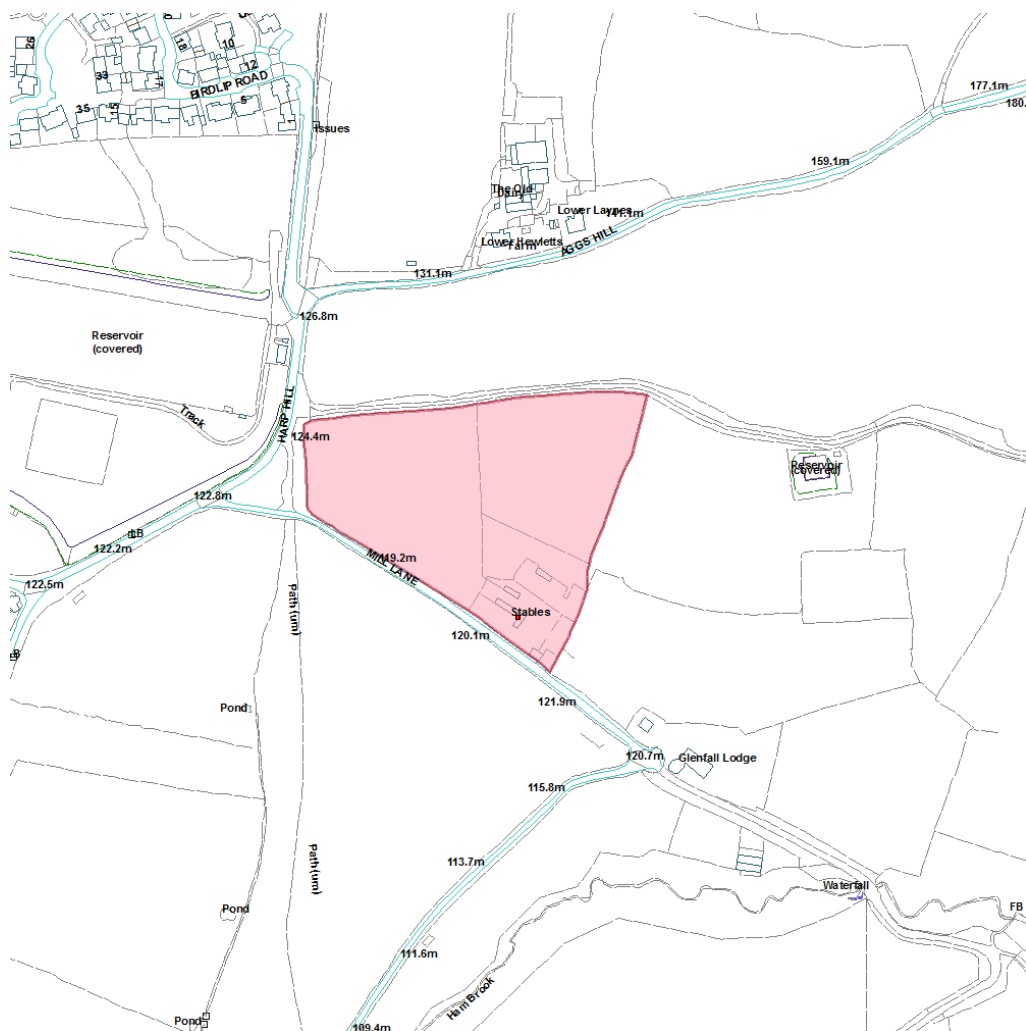 26
18
10
12
33
17
BIRDLIP ROAD
5
35
15
1
Issues
177.1m
180.
159.1m
The Old
Dairy
Lower Laynes
141.1m
Lower Hewletts
Farm
AGGS HILL
131.1m
126.8m
Reservoir
(covered)
Track
HARP HILL
124.4m
Reservoir
(covered)
122.8m
LB
122.2m
119.2m
MILL LANE
122.5m
Path (um)
Stables
120.1m
B
Pond
121.9m
120.7m
Glenfall Lodge
115.8m
Path (um)
113.7m
Waterfall
Pond
FB
111.6m
Ham Brook
Pond
109.4m